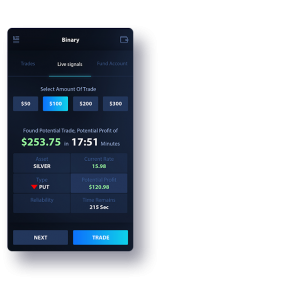 Binary
Trades Live signals Fund Account
Select Amount Of Trade
$50 $100 $200 $300
Found Potential Trade, Potential Profit of
$253.75 in 17:51 Minutes
Asset Current Rate
SILVER 15.98
Type Potential Profit
PUT $120.98
Reliability Time Remains
215 Sec
NEXT TRADE